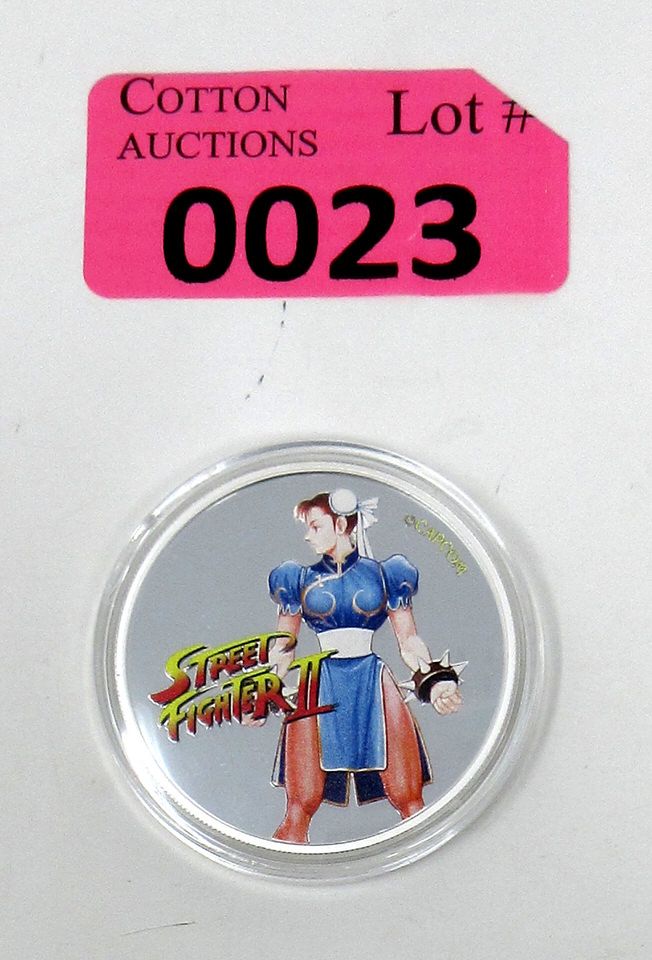 COTTON
AUCTIONS
Lot #
0023
©CAPCOM
STREET
FIGHTER II